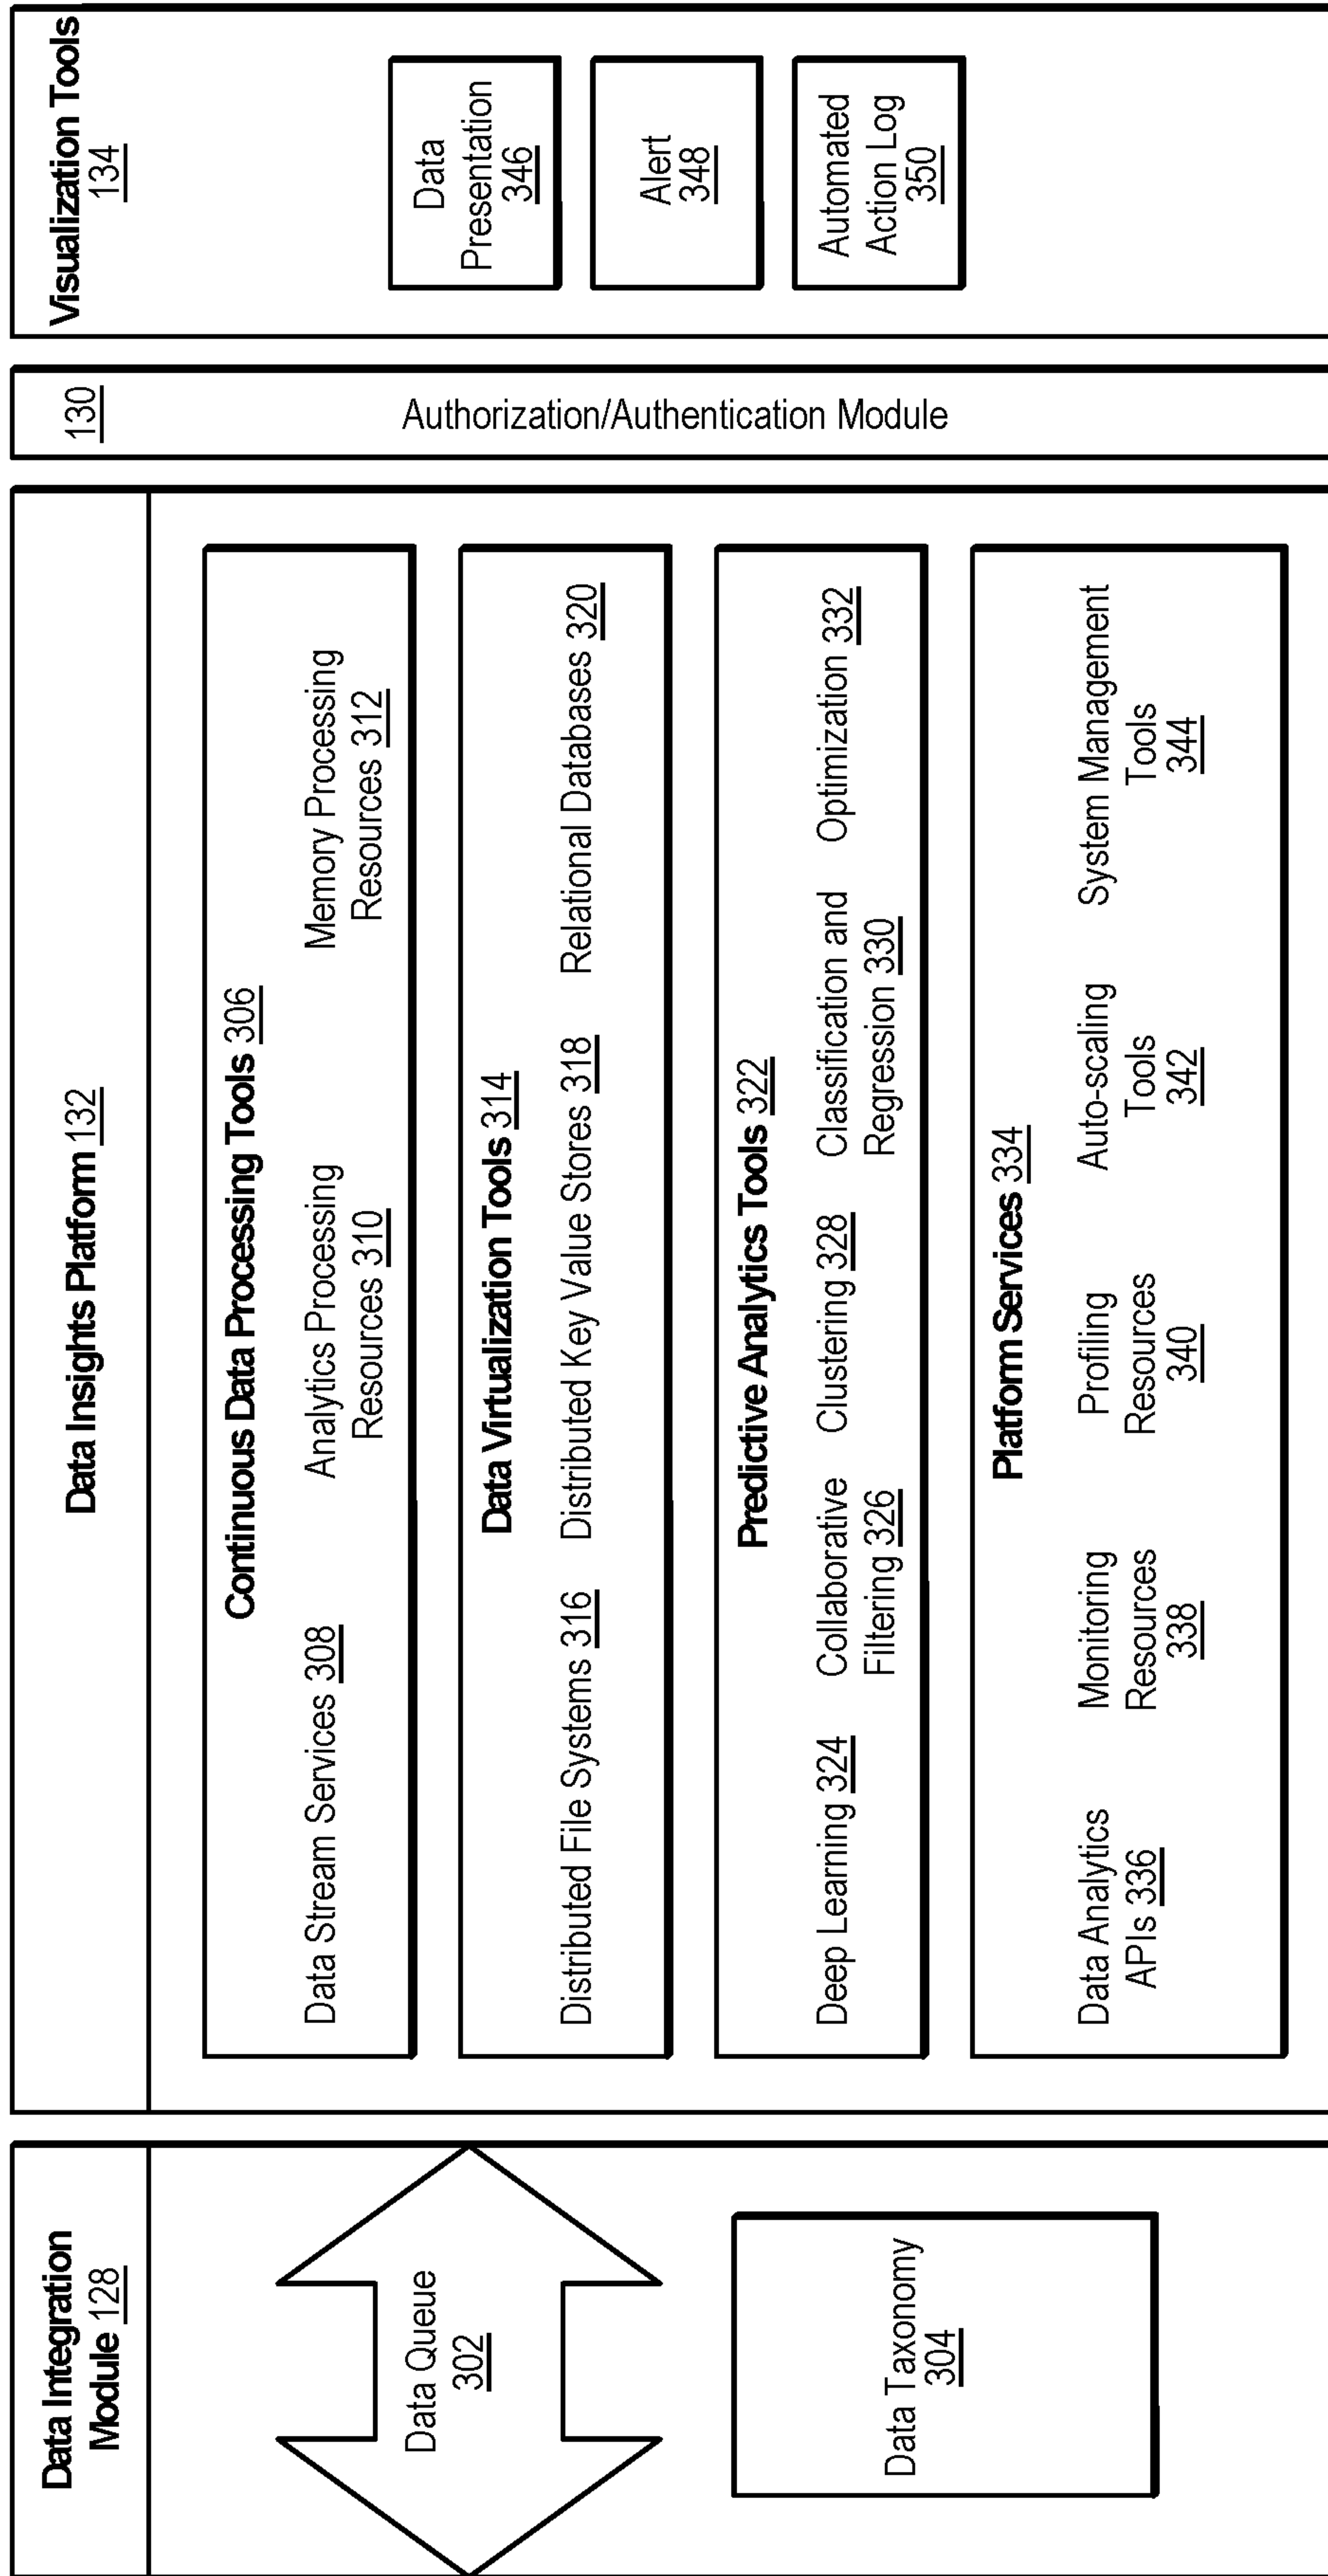 Data Integration
Module 128
Data Queue
302
Data Taxonomy
304
Data Insights Platform 132
Continuous Data Processing Tools 306
Data Stream Services 308
Analytics Processing
Resources 310
Memory Processing
Resources 312
Data Virtualization Tools 314
Distributed File Systems 316
Distributed Key Value Stores 318
Relational Databases 320
Predictive Analytics Tools 322
Deep Learning 324
Collaborative
Filtering 326
Clustering 328
Classification and
Regression 330
Optimization 332
Platform Services 334
Data Analytics
APIs 336
Monitoring
Resources
338
Profiling
Resources
340
Auto-scaling
Tools
342
System Management
Tools
344
130
Authorization/Authentication Module
Visualization Tools
134
Data
Presentation
346
Alert
348
Automated
Action Log
350